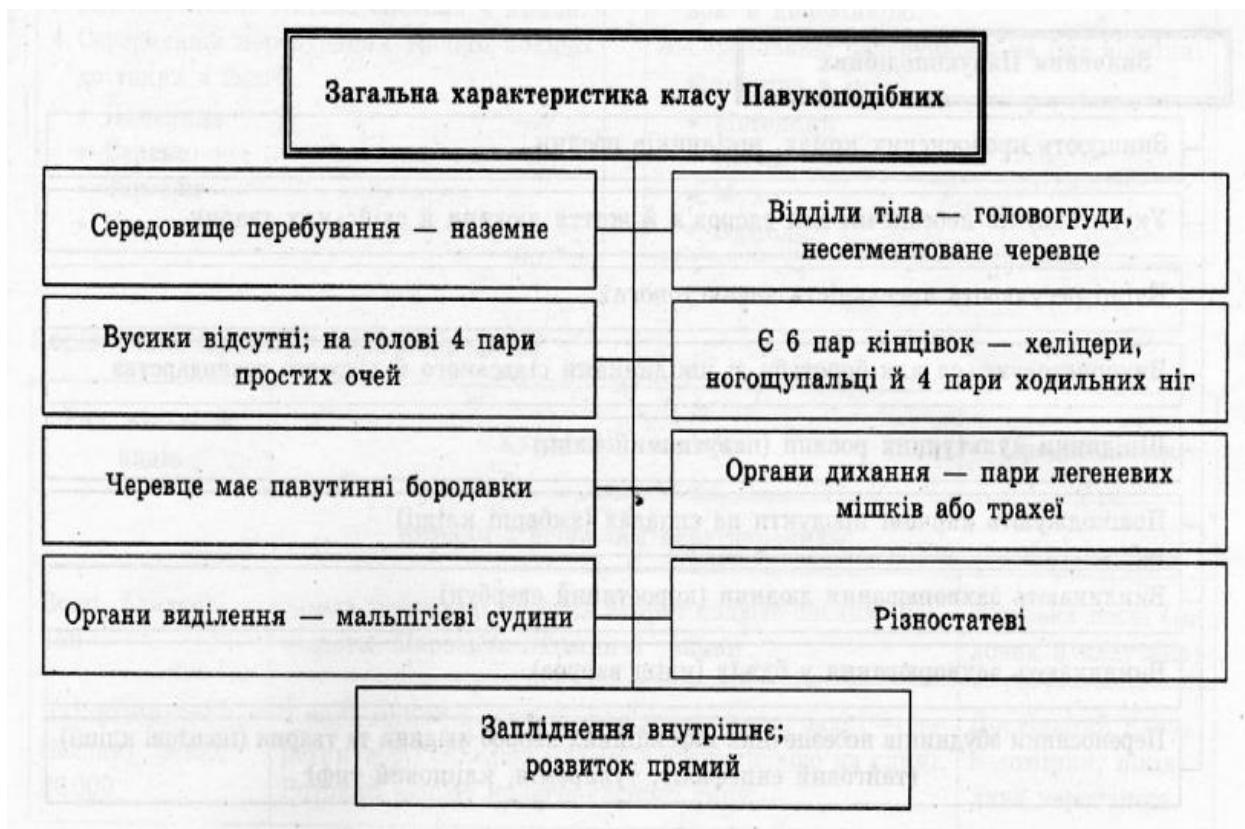 Загальна характеристика класу Павукоподібних
Середовище перебування — наземне
Відділи тіла — головогруди,
несегментоване черевце
Вусики відсутні; на голові 4 пари
простих очей
Є 6 пар кінцівок — хеліцери,
ногощупальці й 4 пари ходильних ніг
Черевце має павутинні бородавки
Органи дихання — пари легеневих
мішків або трахеї
Органи виділення — мальпігієві судини
Різностатеві
Запліднення внутрішнє;
розвиток прямий